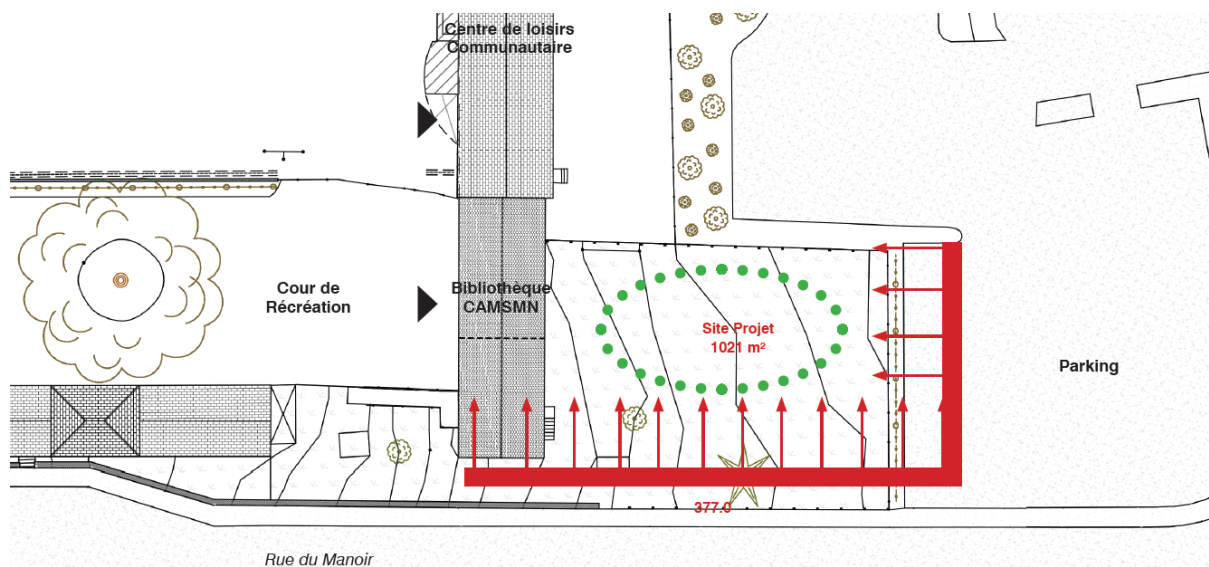 Centre de loisirs
Communautaire
Cour de
Récréation
Bibliothèque
CAMSMN
Site Projet
1021 m²
Parking
377.0
Rue du Manoir